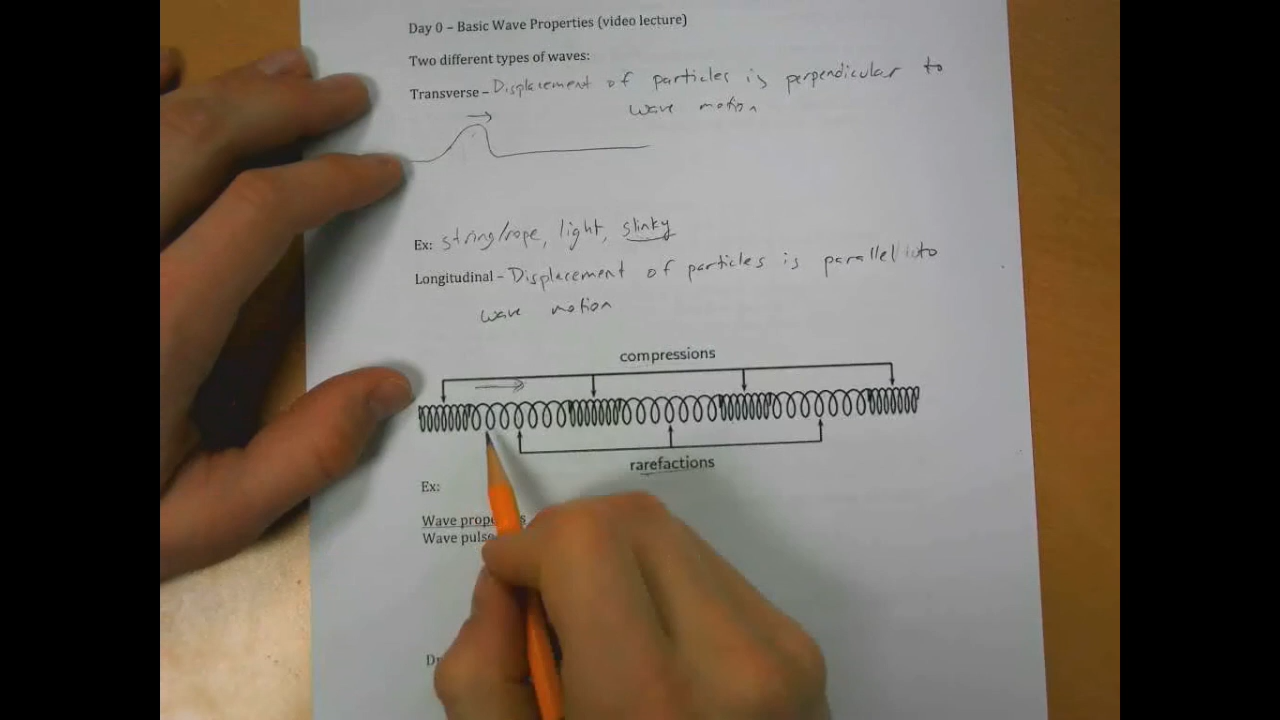 Day 0 – Basic Wave Properties (video lecture)
Two different types of waves:
Transverse – Displacement of particles is perpendicular to
wave motion
Ex: string/rope, light, slinky
Longitudinal – Displacement of particles is parallel to
wave motion
compressions
rarefactions
Ex:
Wave
Wave